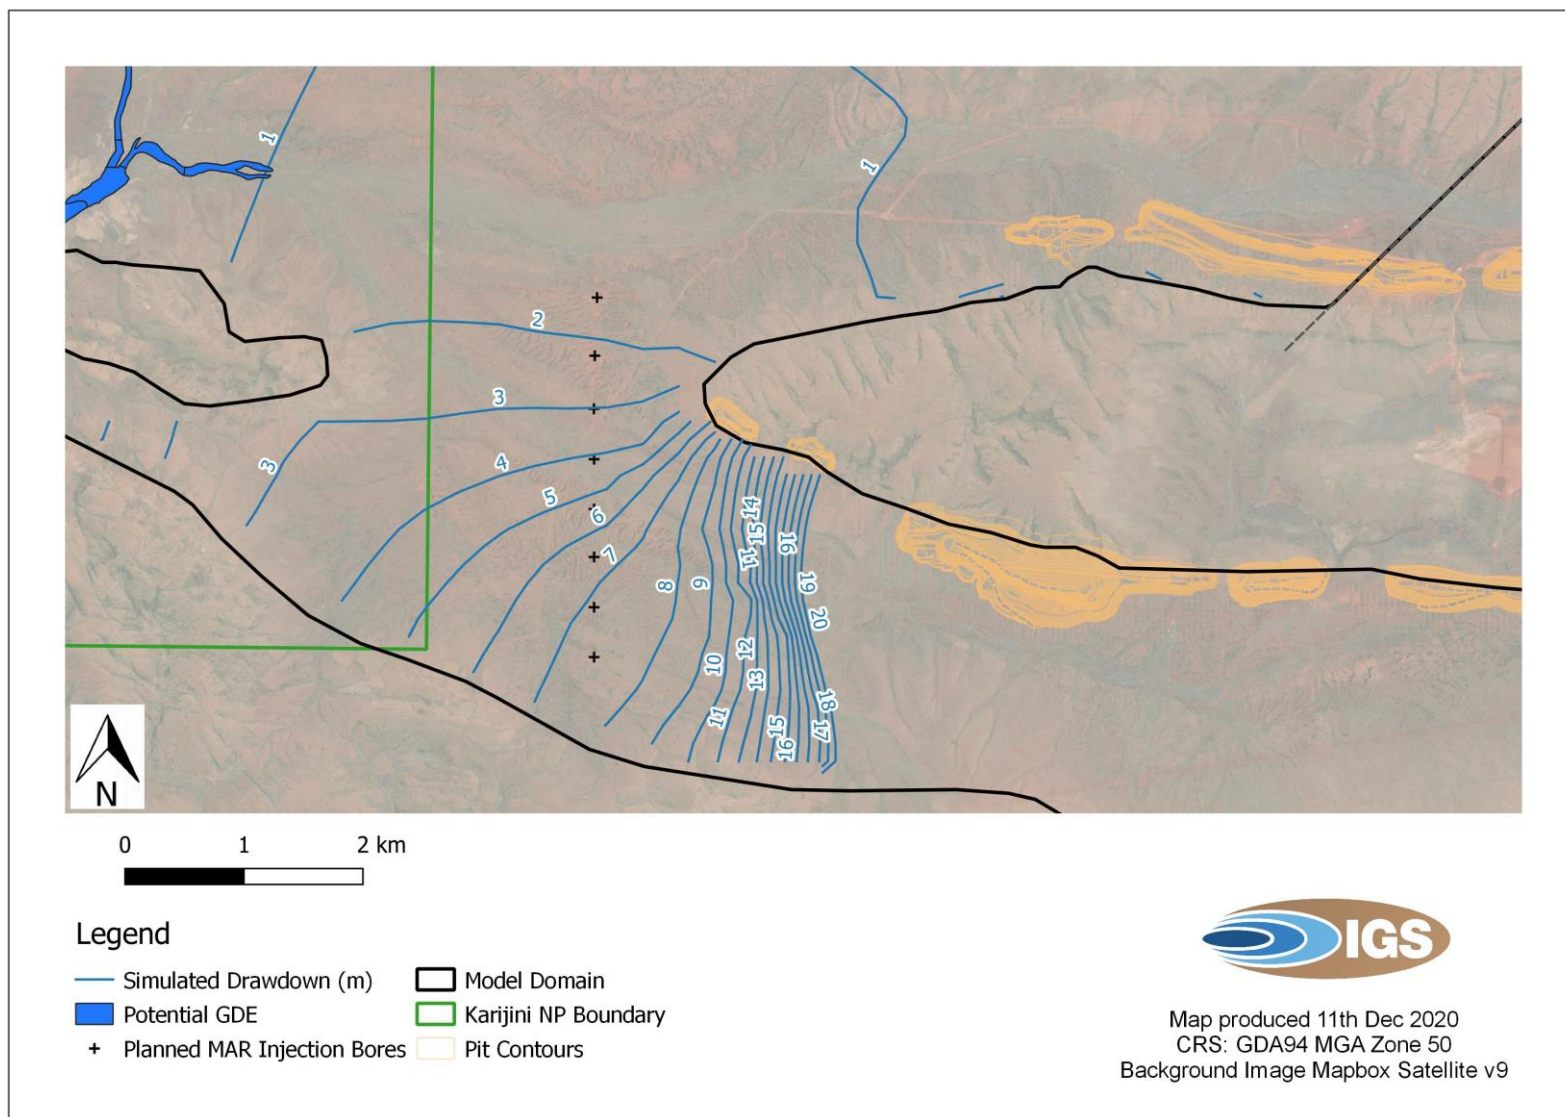 1
1
2
3
3
4
5
6
7
8
9
10
11
12
13
14
15
11
16
19
20
18
17
15
16
N
0 1 2 km
Legend
Simulated Drawdown (m)
Model Domain
Potential GDE
Karijini NP Boundary
Planned MAR Injection Bores
Pit Contours
IGS
Map produced 11th Dec 2020
CRS: GDA94 MGA Zone 50
Background Image Mapbox Satellite v9